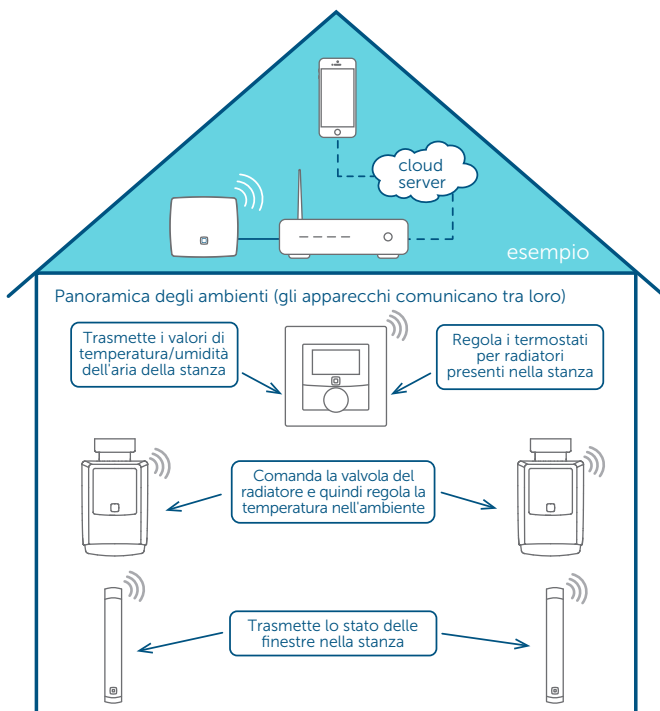 cloud
server
esempio
Panoramica degli ambienti (gli apparecchi comunicano tra loro)
Trasmette i valori di
temperatura/umidità
dell'aria della stanza
Regola i termostati
per radiatori
presenti nella stanza
Comanda la valvola del
radiatore e quindi regola la
temperatura nell'ambiente
Trasmette lo stato delle
finestre nella stanza